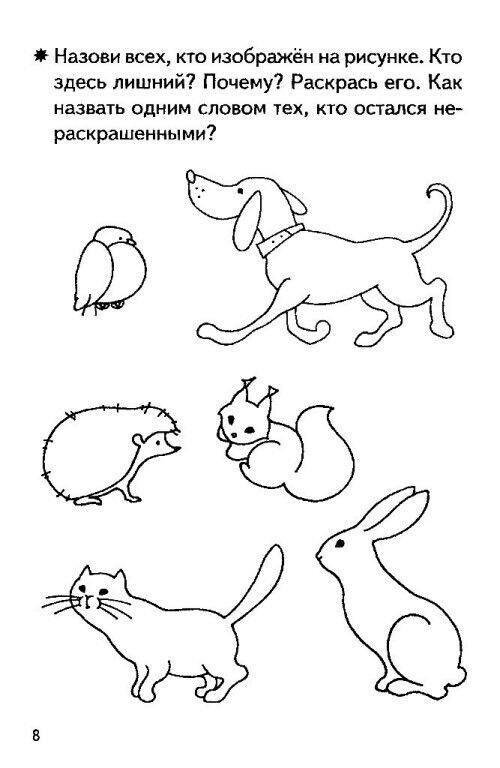 ✷ Назови всех, кто изображён на рисунке. Кто
здесь лишний? Почему? Раскрась его. Как
назвать одним словом тех, кто остался не-
раскрашенными?
8